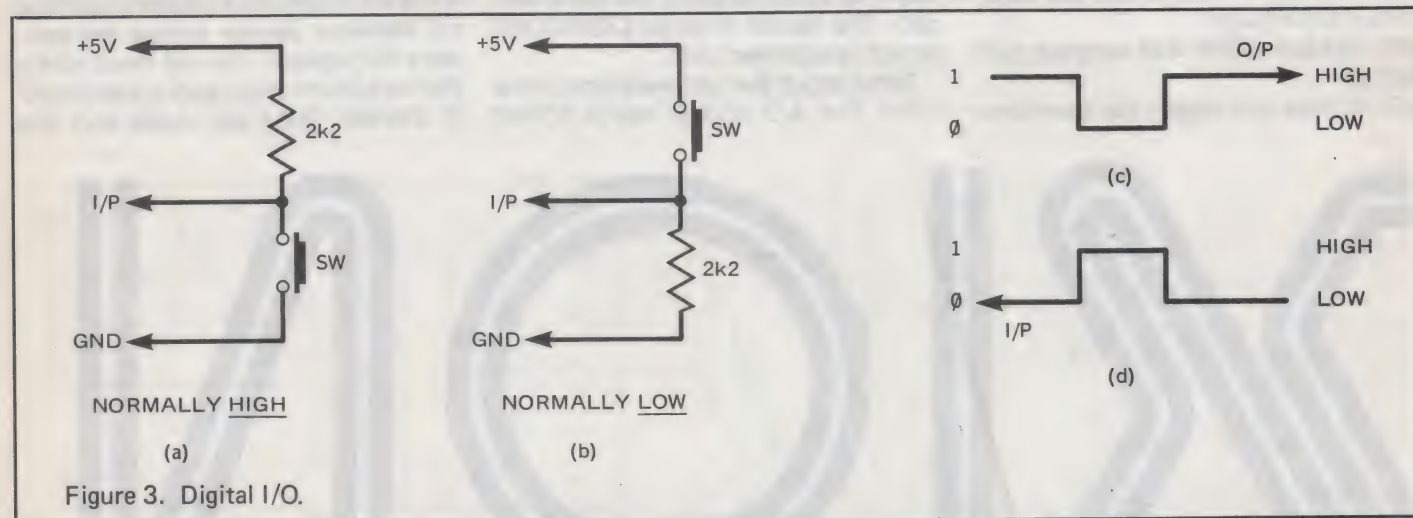 +5V
2k2
I/P
SW
GND
NORMALLY HIGH
(a)
+5V
SW
I/P
2k2
GND
NORMALLY LOW
(b)
O/P
1 HIGH
Ø LOW
(c)
1 HIGH
Ø LOW
I/P
(d)
Figure 3. Digital I/O.